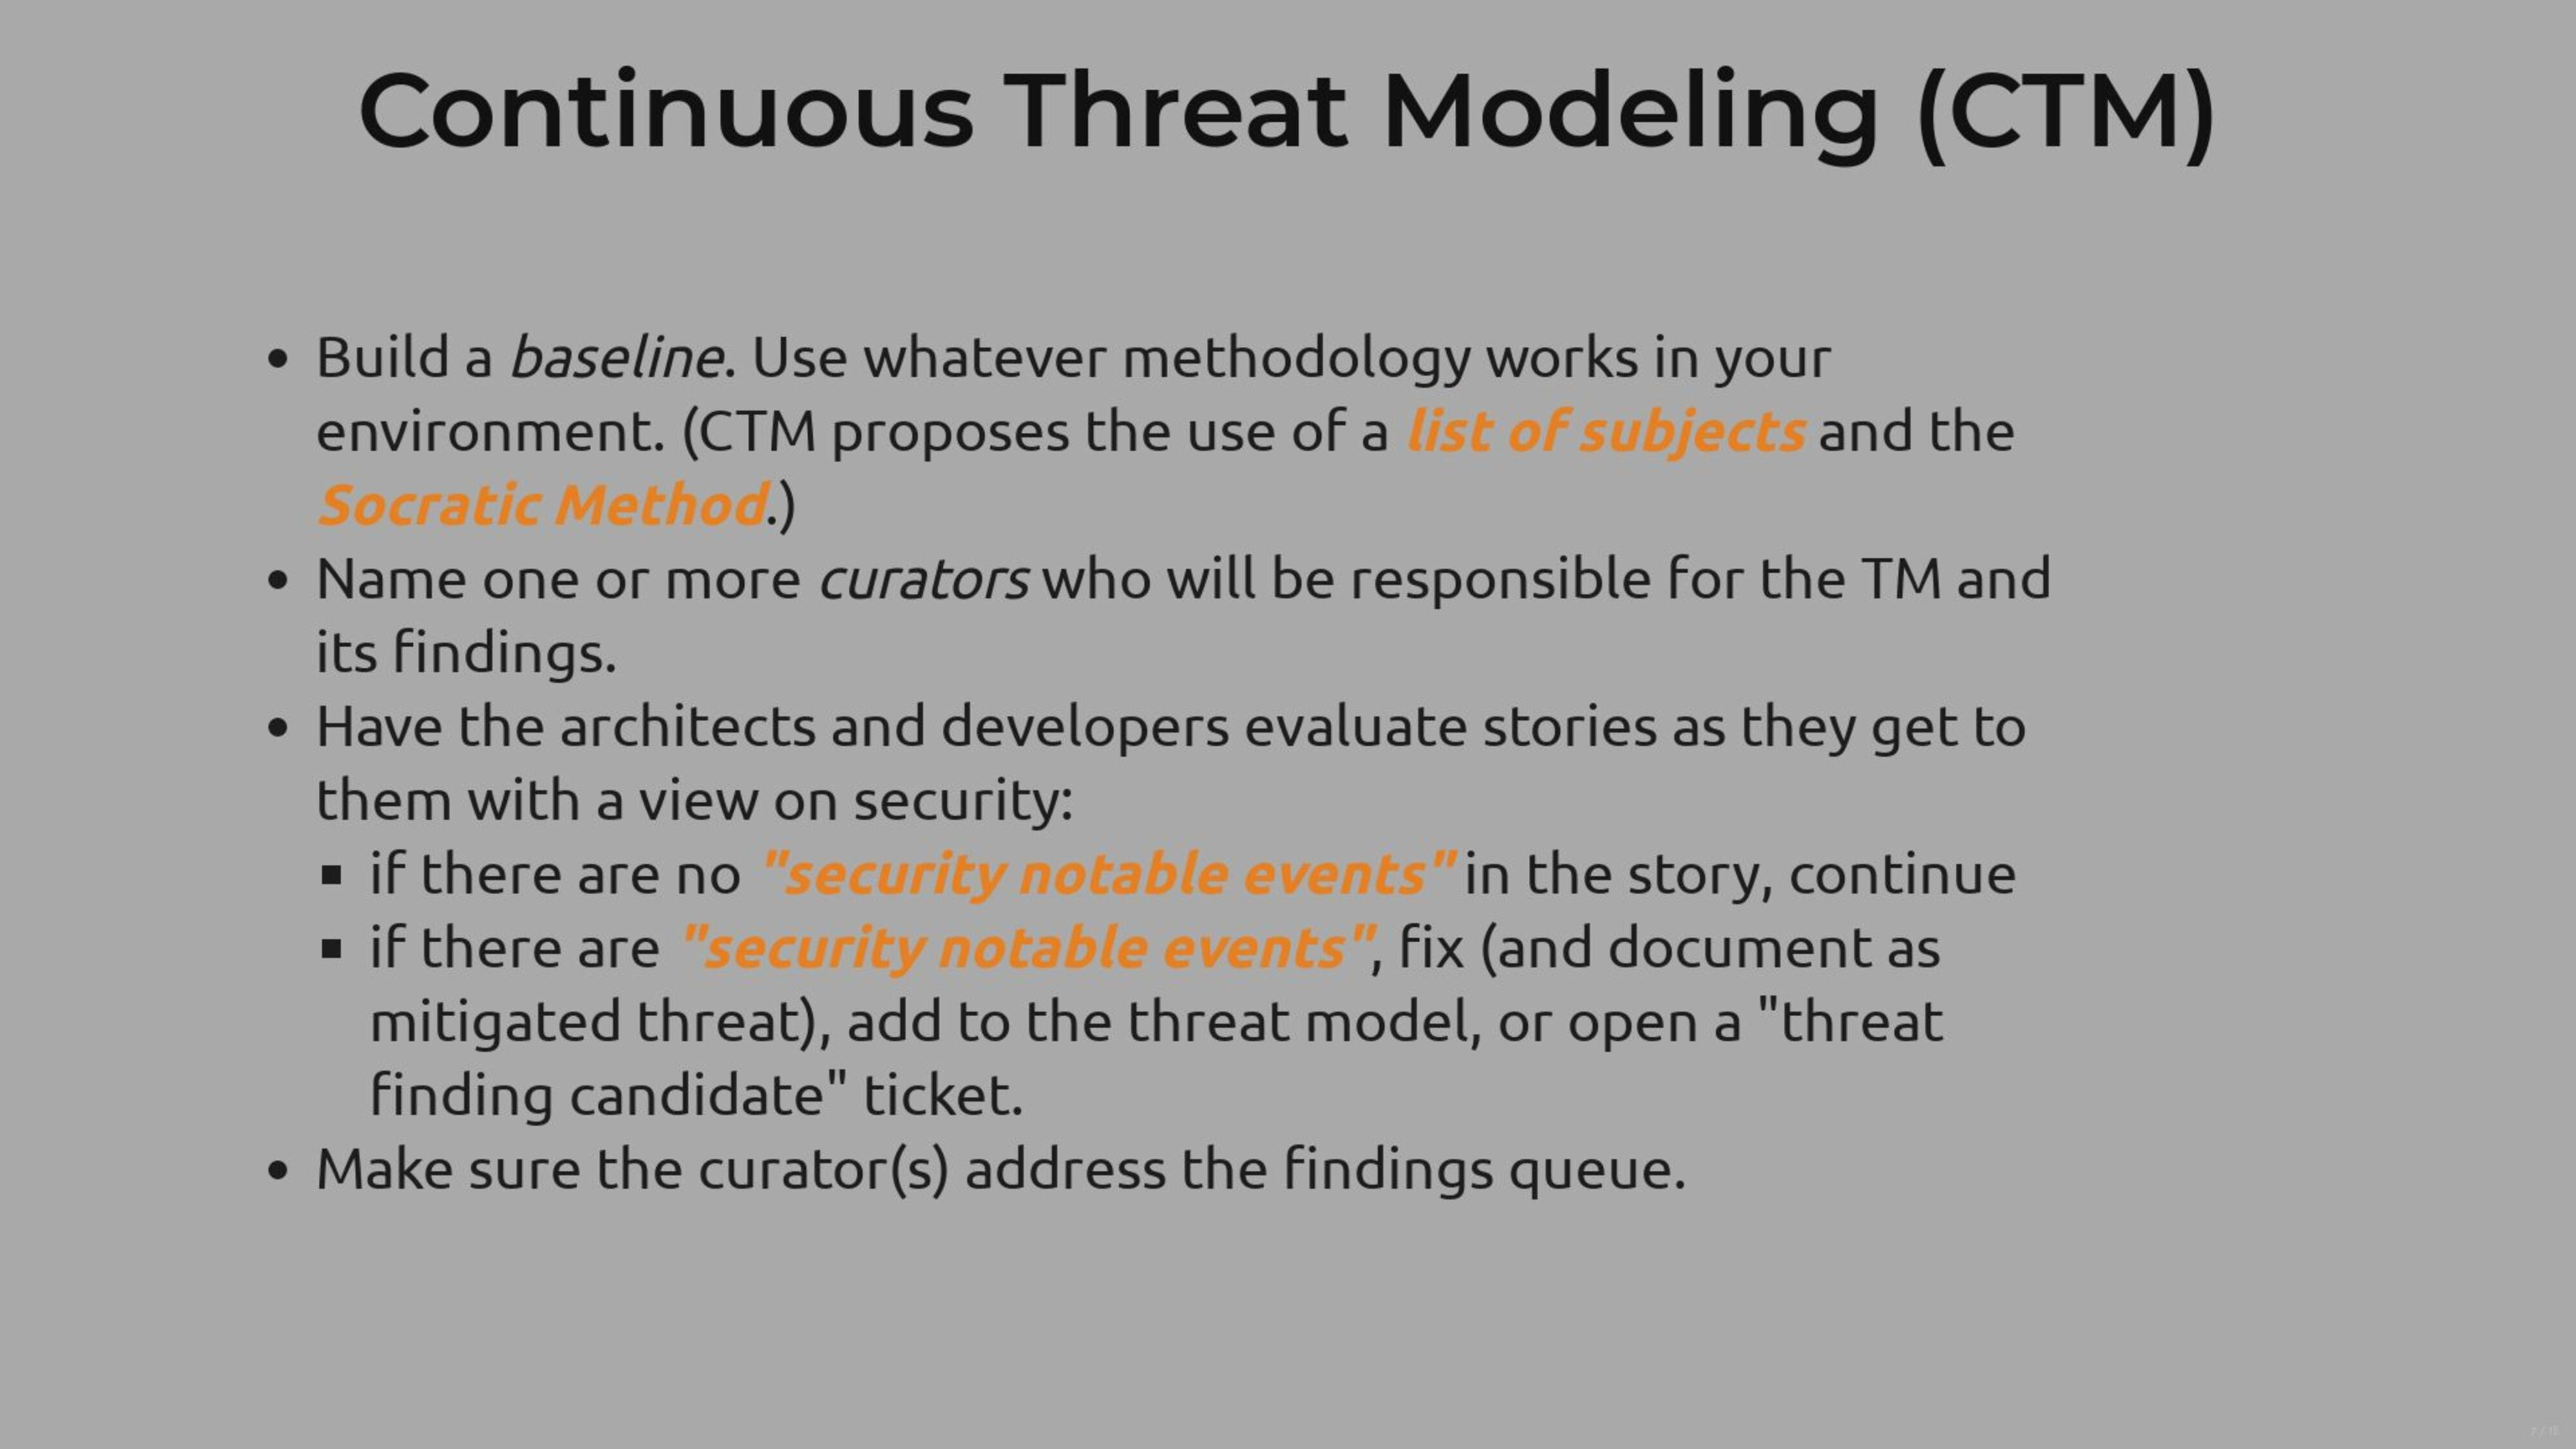 Continuous Threat Modeling (CTM)
• Build a baseline. Use whatever methodology works in your
environment. (CTM proposes the use of a list of subjects and the
Socratic Method.)
• Name one or more curators who will be responsible for the TM and
its findings.
• Have the architects and developers evaluate stories as they get to
them with a view on security:
▪ if there are no "security notable events" in the story, continue
▪ if there are "security notable events", fix (and document as
mitigated threat), add to the threat model, or open a "threat
finding candidate" ticket.
• Make sure the curator(s) address the findings queue.